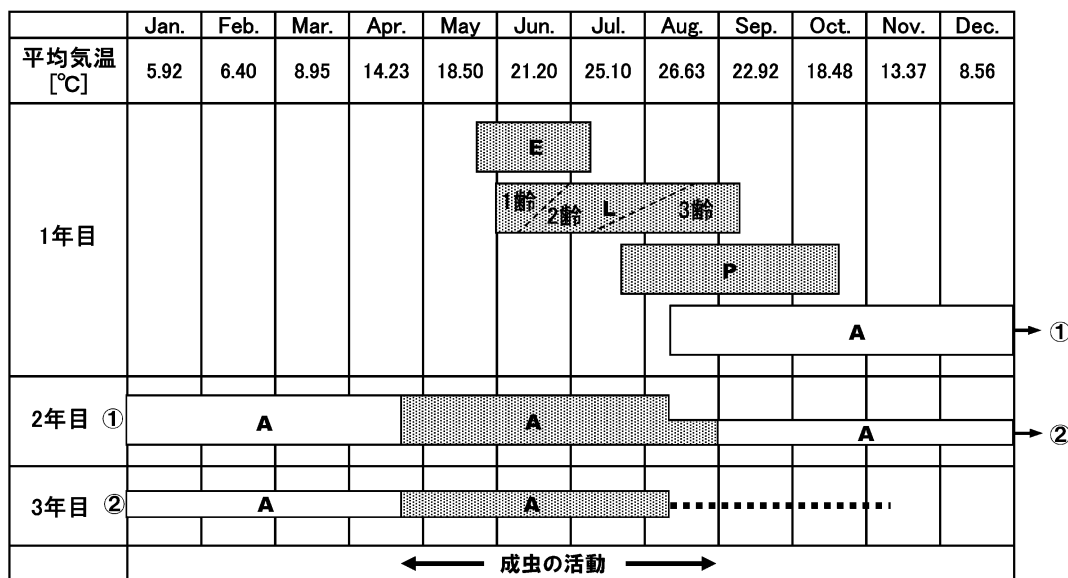 Jan. Feb. Mar. Apr. May Jun. Jul. Aug. Sep. Oct. Nov. Dec.
平均気温
[℃]
5.92 6.40 8.95 14.23 18.50 21.20 25.10 26.63 22.92 18.48 13.37 8.56
1年目
E
1齢 2齢 L 3齢
P
A ①
2年目 ① A A A ②
3年目 ② A A
成虫の活動